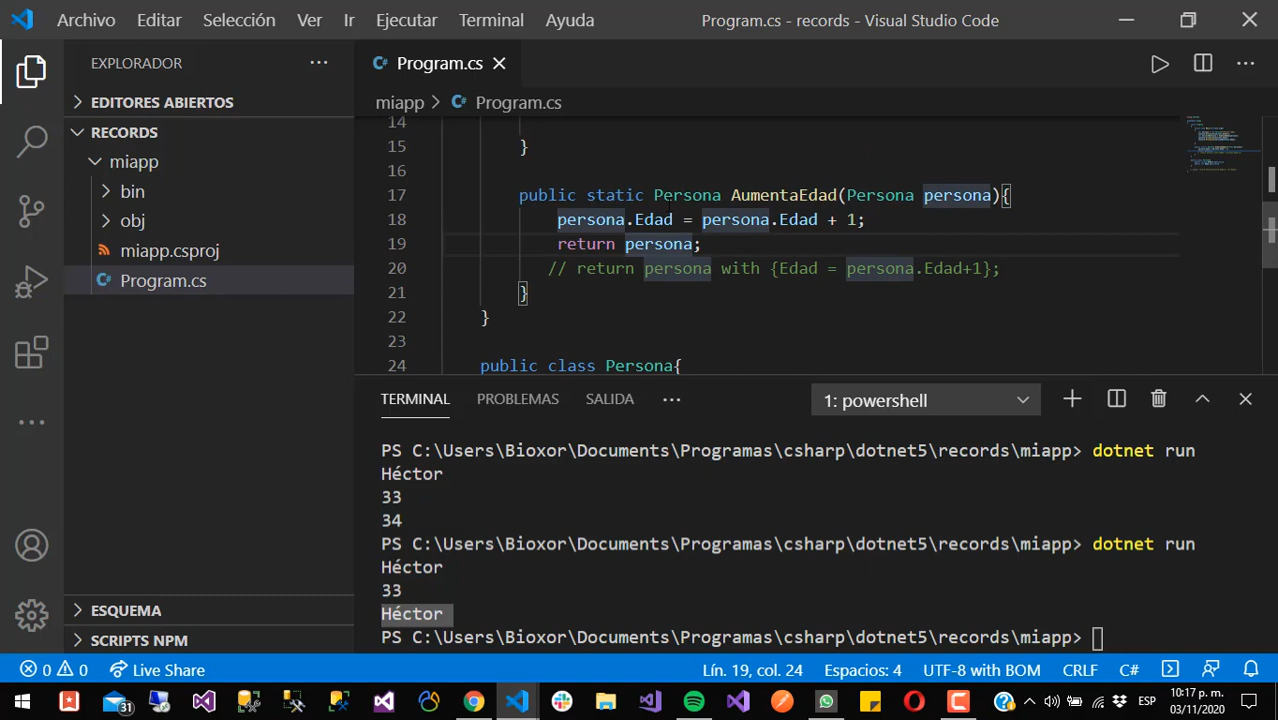 Archivo Editar Selección Ver Ir Ejecutar Terminal Ayuda Program.cs - records - Visual Studio Code
EXPLORADOR
EDITORES ABIERTOS
RECORDS
miapp
bin
obj
miapp.csproj
C# Program.cs
C# Program.cs
miapp > C# Program.cs
14
15 }
16
17 public static Persona AumentaEdad(Persona persona){
18 persona.Edad = persona.Edad + 1;
19 return persona;
20 // return persona with {Edad = persona.Edad+1};
21 }
22 }
23
24 public class Persona{
TERMINAL PROBLEMAS SALIDA 1: powershell
PS C:\Users\Bioxor\Documents\Programas\csharp\dotnet5\records\miapp> dotnet run
Héctor
33
34
PS C:\Users\Bioxor\Documents\Programas\csharp\dotnet5\records\miapp> dotnet run
Héctor
33
Héctor
PS C:\Users\Bioxor\Documents\Programas\csharp\dotnet5\records\miapp>
ESQUEMA
SCRIPTS NPM
0 0 Live Share Lín. 19, col. 24 Espacios: 4 UTF-8 with BOM CRLF C#
31 ESP 10:17 p. m.
03/11/2020